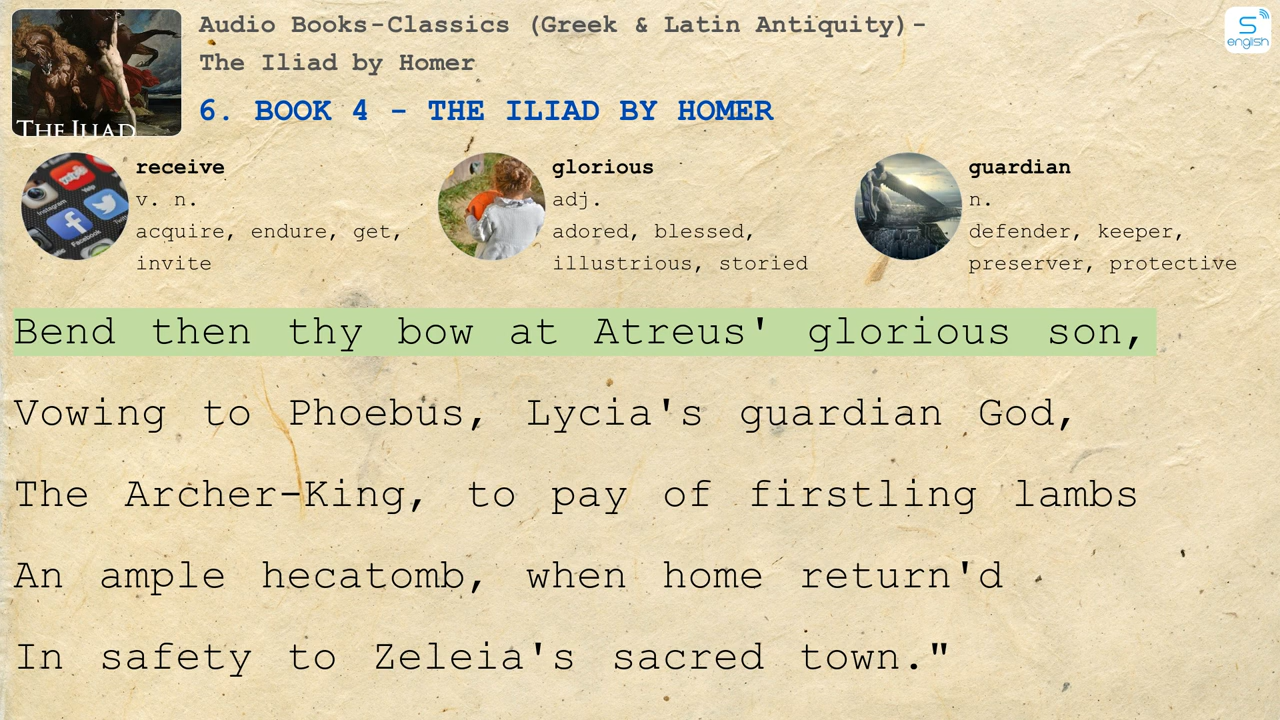 Audio Books-Classics (Greek & Latin Antiquity)-
The Iliad by Homer
6. BOOK 4 - THE ILIAD BY HOMER
THE ILIAD
S
english
receive
v. n.
acquire, endure, get,
invite
glorious
adj.
adored, blessed,
illustrious, storied
guardian
n.
defender, keeper,
preserver, protective
Bend then thy bow at Atreus' glorious son,
Vowing to Phoebus, Lycia's guardian God,
The Archer-King, to pay of firstling lambs
An ample hecatomb, when home return'd
In safety to Zeleia's sacred town."